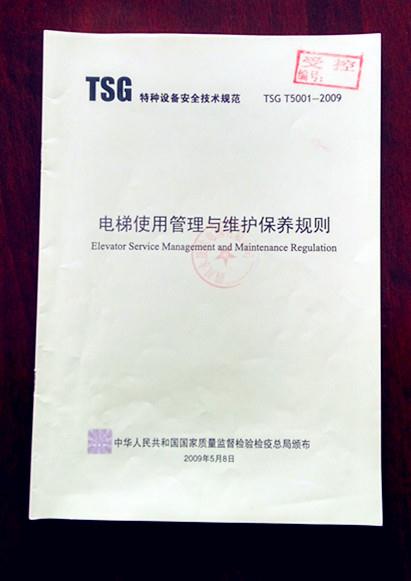 受控
编号:
TSG 特种设备安全技术规范 TSG T5001—2009
电梯使用管理与维护保养规则
Elevator Service Management and Maintenance Regulation
中华人民共和国国家质量监督检验检疫总局颁布
2009年5月8日